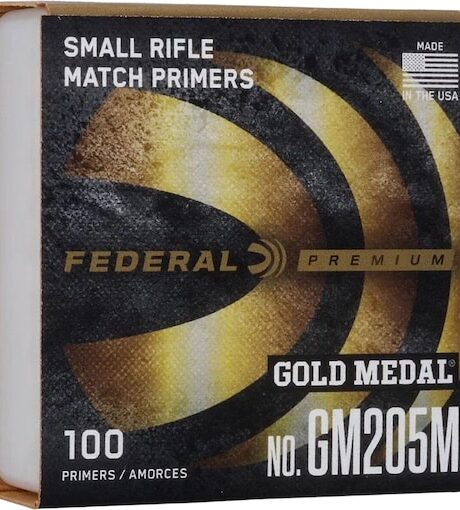 SMALL RIFLE
MATCH PRIMERS
MADE
IN THE USA
FEDERAL PREMIUM
GOLD MEDAL®
NO. GM205M
100
PRIMERS / AMORCES